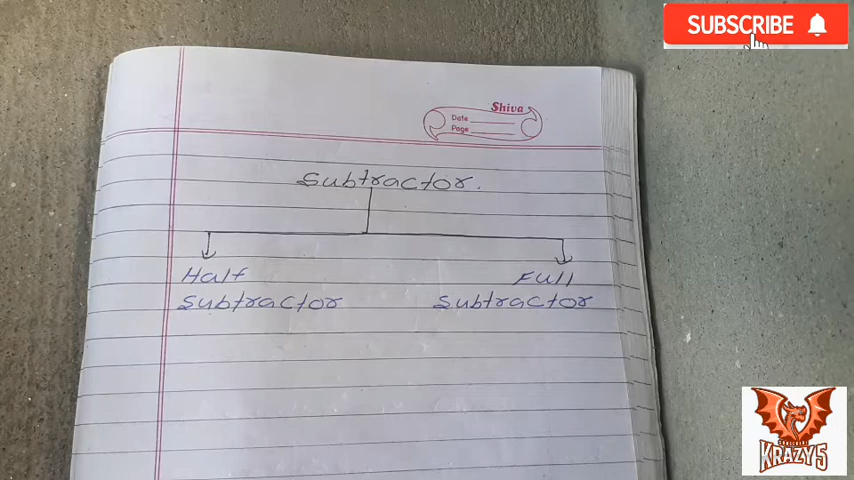 SUBSCRIBE
Shiva
Date
Page
Subtractor.
Half
Subtractor
Full
Subtractor
KRAZY5